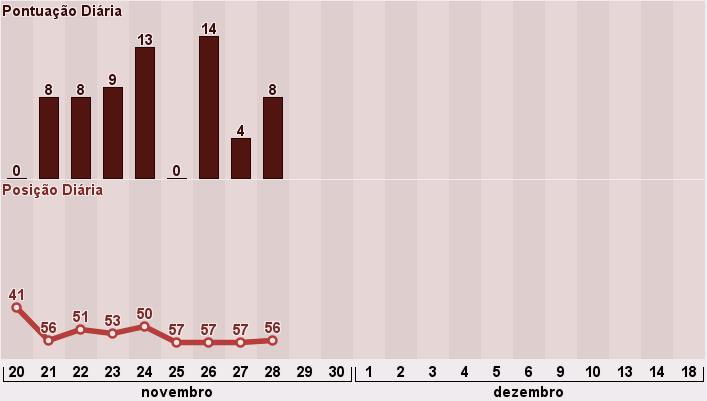 Pontuação Diária
0 8 8 9 13 0 14 4 8
Posição Diária
41 56 51 53 50 57 57 57 56
20 21 22 23 24 25 26 27 28 29 30 1 2 3 4 5 6 9 10 13 14 18
novembro dezembro